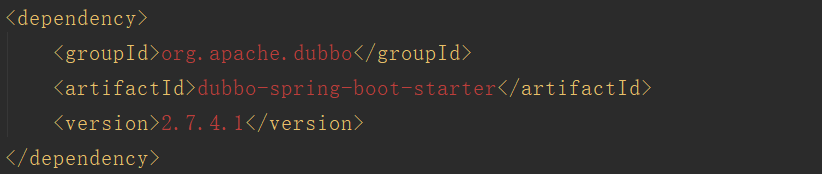 <dependency>
    <groupId>org.apache.dubbo</groupId>
    <artifactId>dubbo-spring-boot-starter</artifactId>
    <version>2.7.4.1</version>
</dependency>